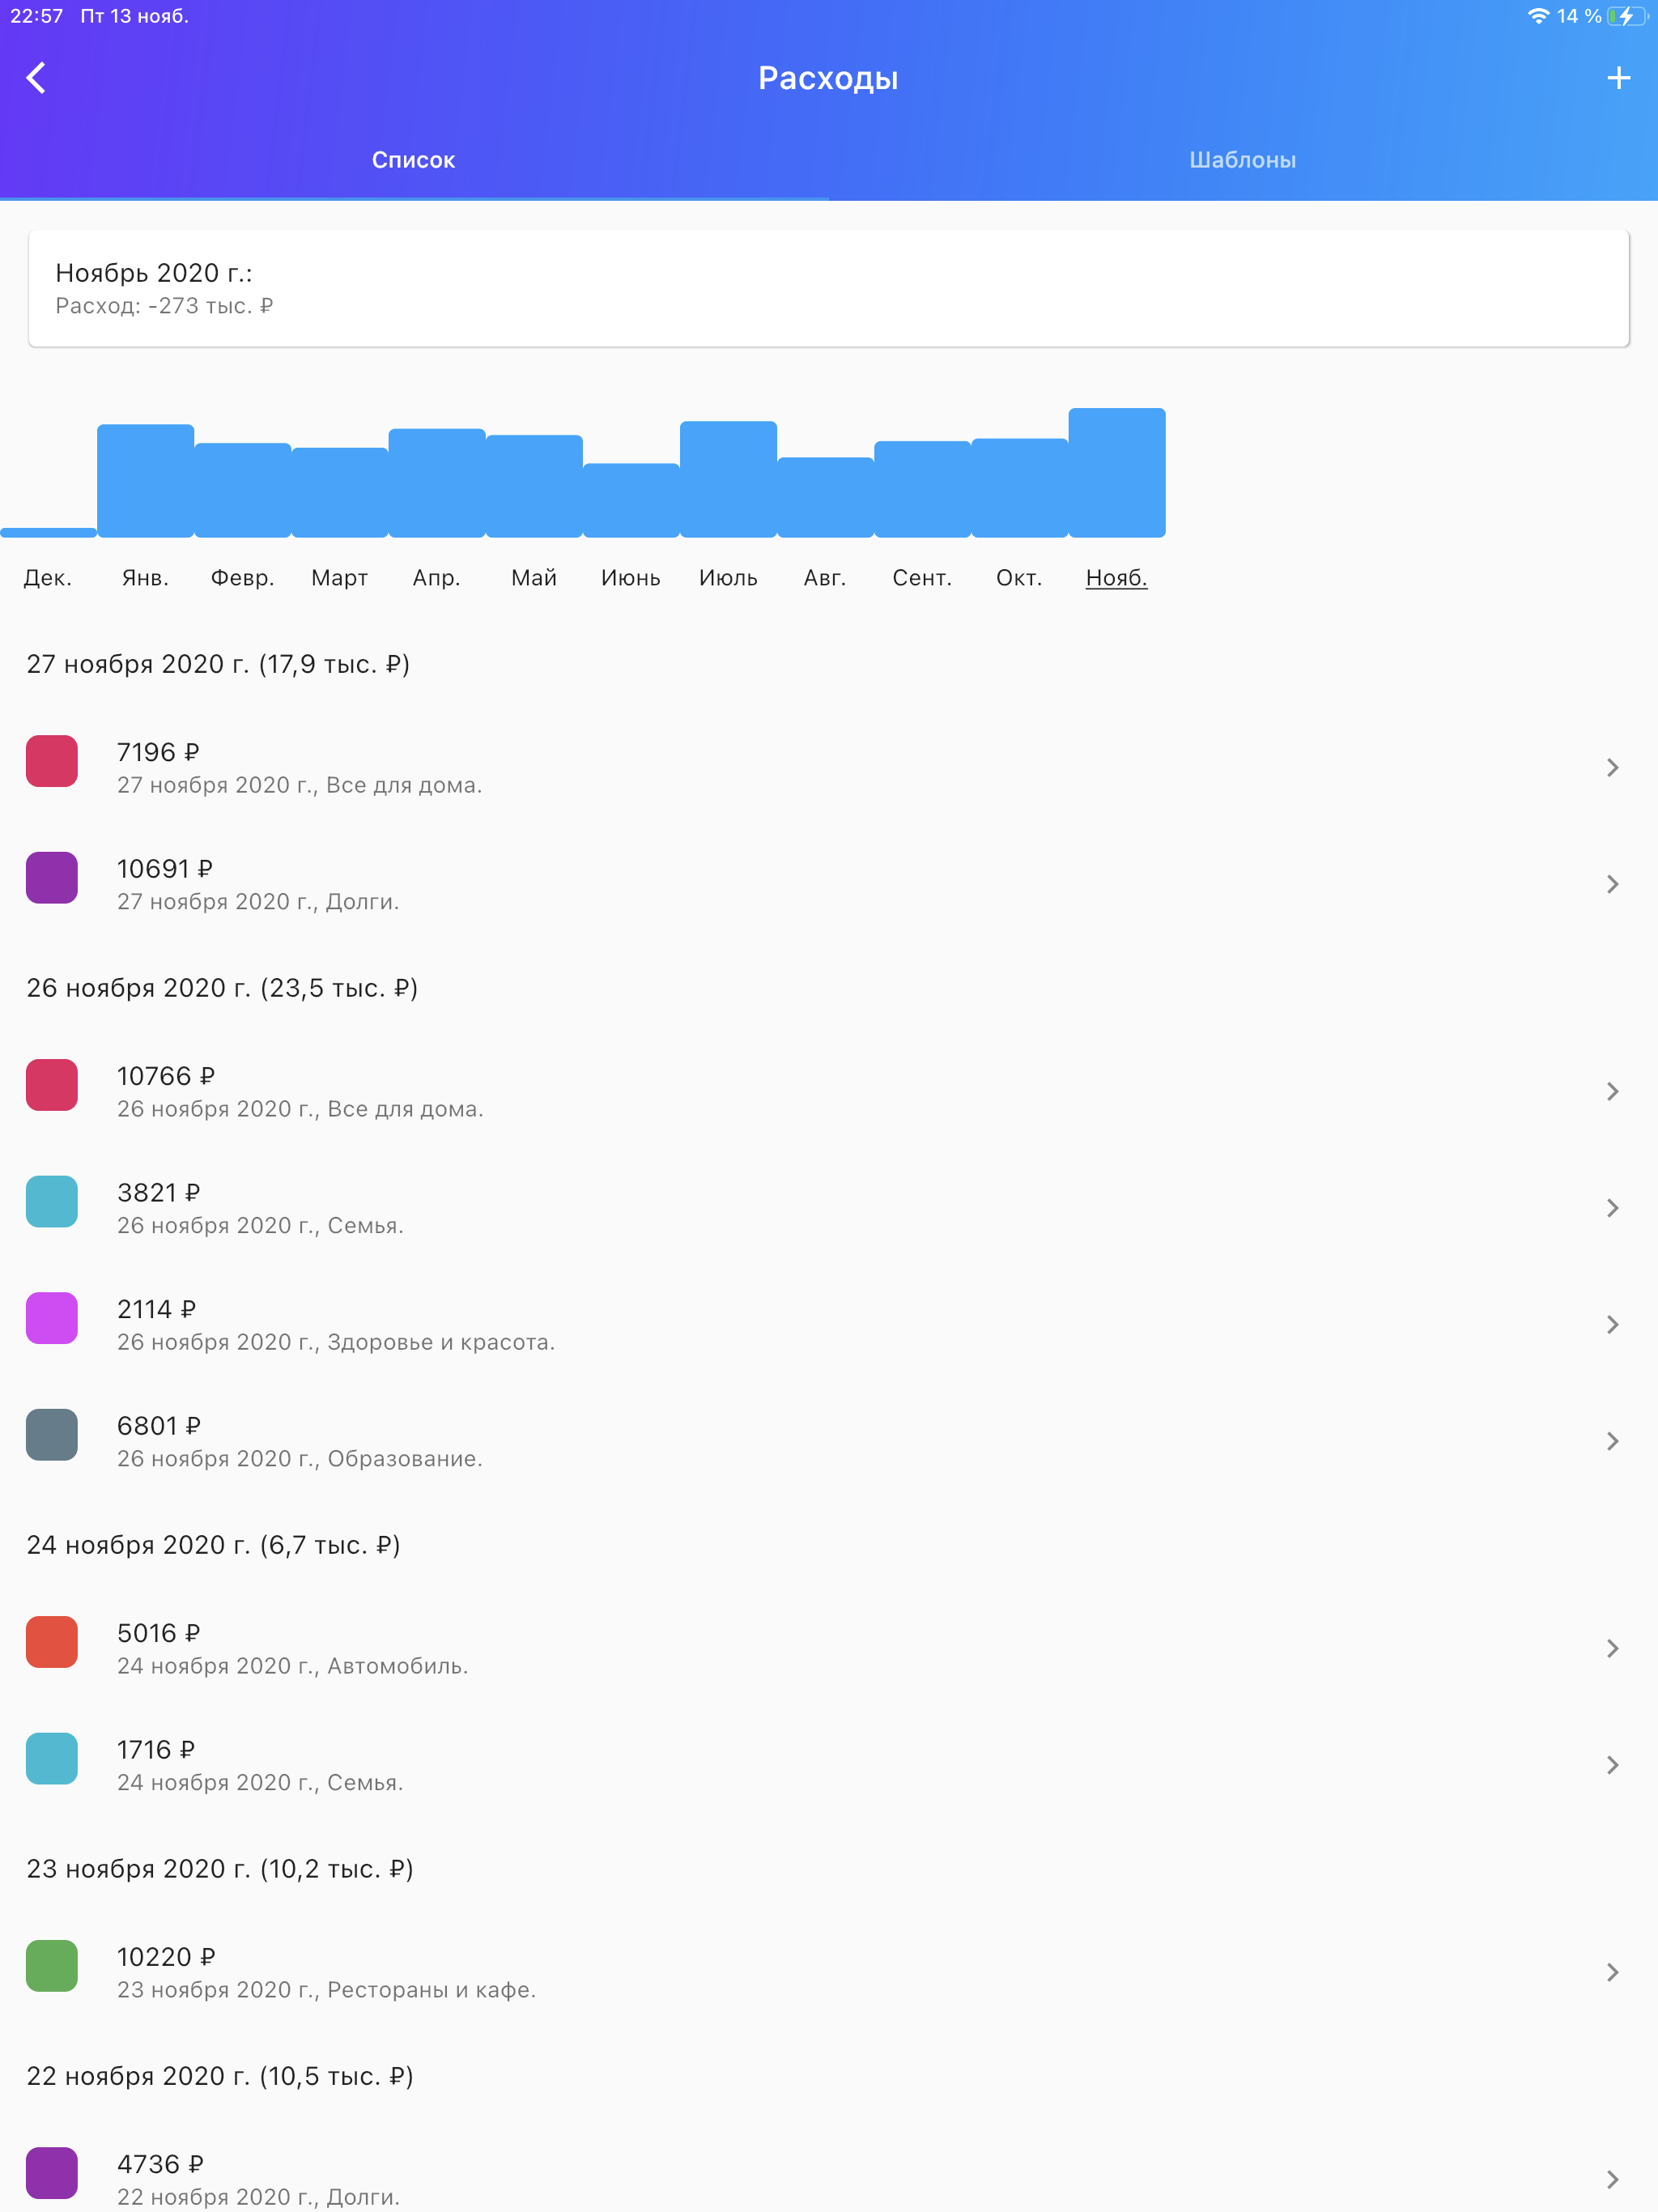 22:57 Пт 13 нояб.
14 %
Расходы
Список
Шаблоны
Ноябрь 2020 г.:
Расход: -273 тыс. ₽
Дек. Янв. Февр. Март Апр. Май Июнь Июль Авг. Сент. Окт. Нояб.
27 ноября 2020 г. (17,9 тыс. ₽)
7196 ₽
27 ноября 2020 г., Все для дома.
10691 ₽
27 ноября 2020 г., Долги.
26 ноября 2020 г. (23,5 тыс. ₽)
10766 ₽
26 ноября 2020 г., Все для дома.
3821 ₽
26 ноября 2020 г., Семья.
2114 ₽
26 ноября 2020 г., Здоровье и красота.
6801 ₽
26 ноября 2020 г., Образование.
24 ноября 2020 г. (6,7 тыс. ₽)
5016 ₽
24 ноября 2020 г., Автомобиль.
1716 ₽
24 ноября 2020 г., Семья.
23 ноября 2020 г. (10,2 тыс. ₽)
10220 ₽
23 ноября 2020 г., Рестораны и кафе.
22 ноября 2020 г. (10,5 тыс. ₽)
4736 ₽
22 ноября 2020 г., Долги.